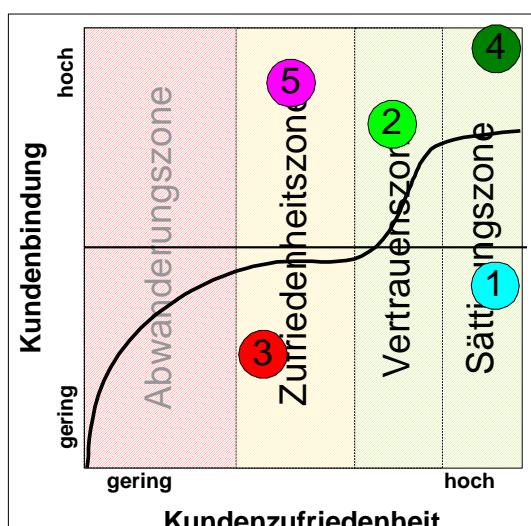 Kundenbindung
hoch
gering
Abwanderungszone
Zufriedenheitszone
Vertrauenszone
Sättigungszone
5
4
2
1
3
gering
hoch
Kundenzufriedenheit